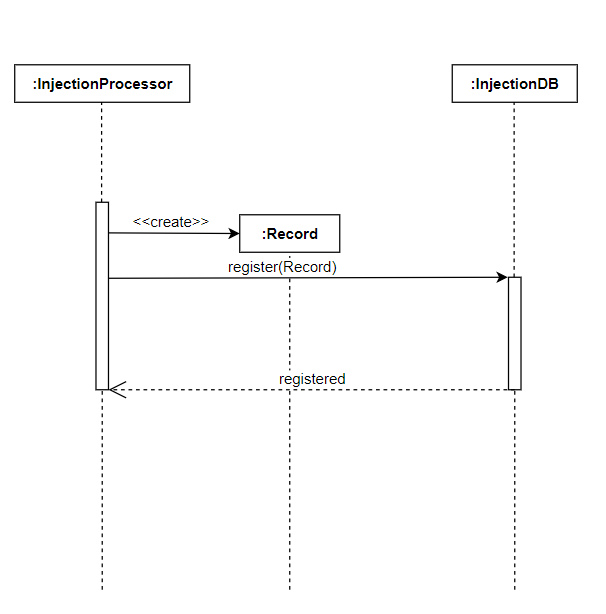 :InjectionProcessor
:InjectionDB
<<create>>
:Record
register(Record)
registered